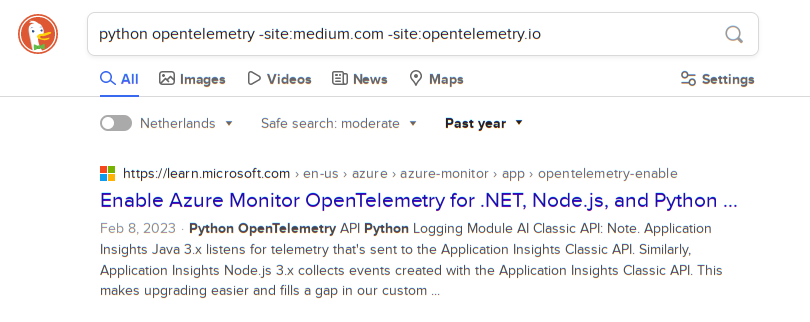 python opentelemetry -site:medium.com -site:opentelemetry.io
All Images Videos News Maps Settings
Netherlands Safe search: moderate Past year
https://learn.microsoft.com › en-us › azure › azure-monitor › app › opentelemetry-enable
Enable Azure Monitor OpenTelemetry for .NET, Node.js, and Python ...
Feb 8, 2023 · Python OpenTelemetry API Python Logging Module AI Classic API: Note. Application
Insights Java 3.x listens for telemetry that's sent to the Application Insights Classic API. Similarly,
Application Insights Node.js 3.x collects events created with the Application Insights Classic API. This
makes upgrading easier and fills a gap in our custom ...